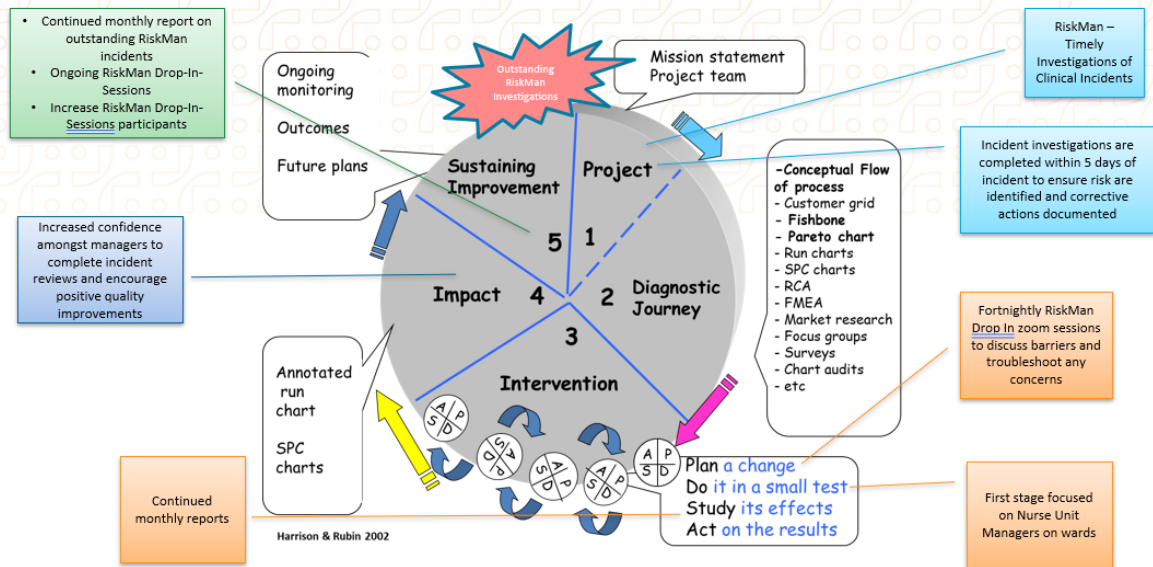 • Continued monthly report on
outstanding RiskMan
incidents
• Ongoing RiskMan Drop-In-
Sessions
• Increase RiskMan Drop-In-
Sessions participants
Ongoing
monitoring
Outcomes
Future plans
Outstanding
RiskMan
Investigations
Mission statement
Project team
RiskMan –
Timely
Investigations of
Clinical Incidents
Incident investigations are
completed within 5 days of
incident to ensure risk are
identified and corrective
actions documented
Sustaining
Improvement
5
Project
1
Impact
4
2
Diagnostic
Journey
3
Intervention
-Conceptual Flow
of process
- Customer grid
- Fishbone
- Pareto chart
- Run charts
- SPC charts
- RCA
- FMEA
- Market research
- Focus groups
- Surveys
- Chart audits
- etc
Increased confidence
amongst managers to
complete incident
reviews and encourage
positive quality
improvements
Fortnightly RiskMan
Drop In zoom sessions
to discuss barriers and
troubleshoot any
concerns
Annotated
run
chart
SPC
charts
A P
S D
A P
S D
A P
S D
A P
S D
A P
S D
Plan a change
Do it in a small test
Study its effects
Act on the results
Continued
monthly reports
First stage focused
on Nurse Unit
Managers on wards
Harrison & Rubin 2002